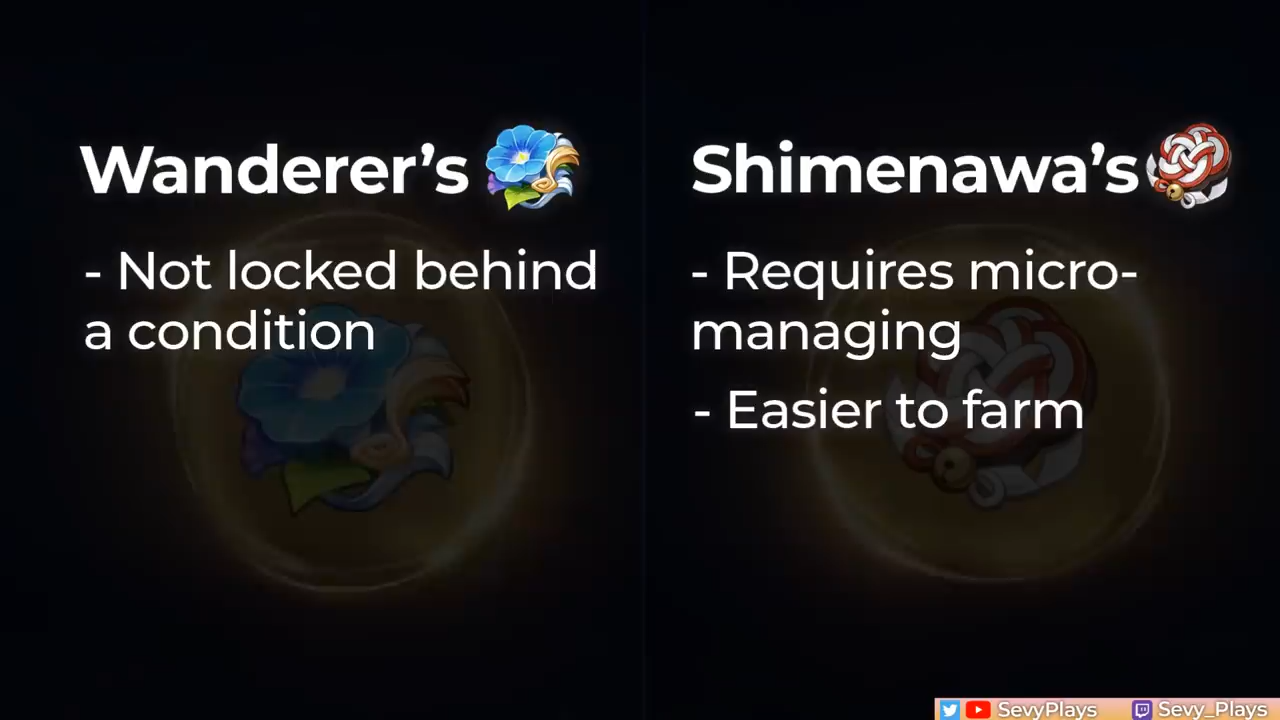 Wanderer's
- Not locked behind
a condition
Shimenawa's
- Requires micro-
managing
- Easier to farm
SevyPlays
Sevy_Plays